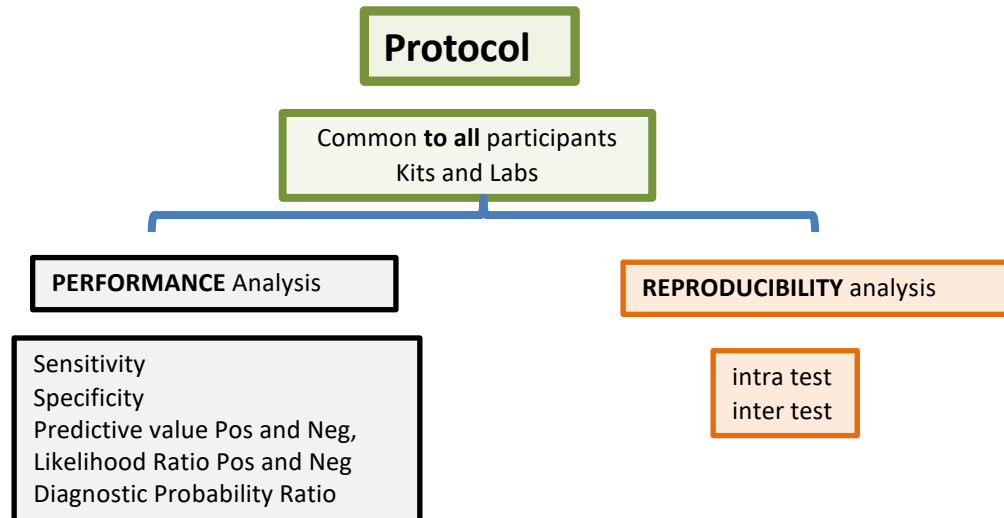 Protocol
Common to all participants
Kits and Labs
PERFORMANCE Analysis
REPRODUCIBILITY analysis
Sensitivity
Specificity
Predictive value Pos and Neg,
Likelihood Ratio Pos and Neg
Diagnostic Probability Ratio
intra test
inter test